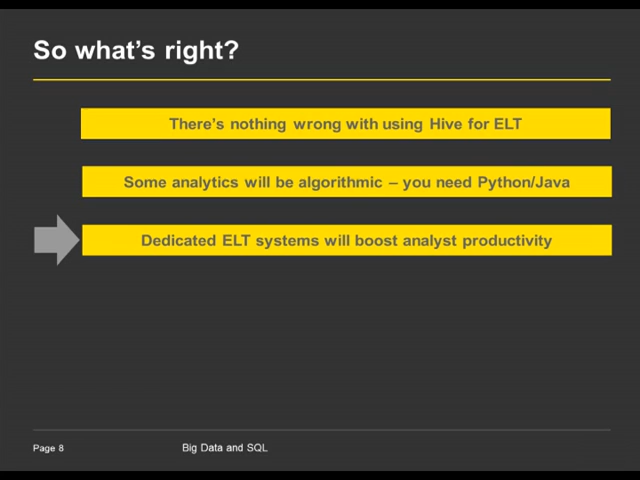 So what's right?
There's nothing wrong with using Hive for ELT
Some analytics will be algorithmic – you need Python/Java
Dedicated ELT systems will boost analyst productivity
Page 8
Big Data and SQL